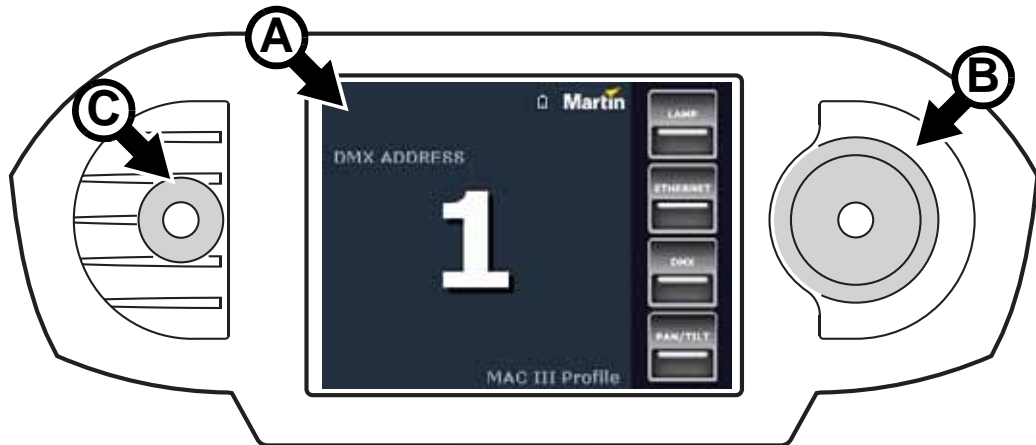 A
B
C
Martin
LAMP
DMX ADDRESS
ETHERNET
1
DMX
PAN/TILT
MAC III Profile